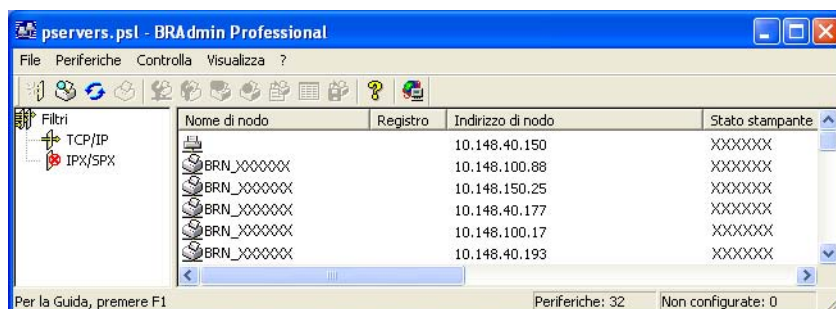 pservers.psl - BRAdmin Professional
File Periferiche Controlla Visualizza ?
Filtri
TCP/IP
IPX/SPX
Nome di nodo Registro Indirizzo di nodo Stato stampante
10.148.40.150 XXXXXX
BRN_XXXXXX 10.148.100.88 XXXXXX
BRN_XXXXXX 10.148.150.25 XXXXXX
BRN_XXXXXX 10.148.40.177 XXXXXX
BRN_XXXXXX 10.148.100.17 XXXXXX
BRN_XXXXXX 10.148.40.193 XXXXXX
Per la Guida, premere F1 Periferiche: 32 Non configurate: 0